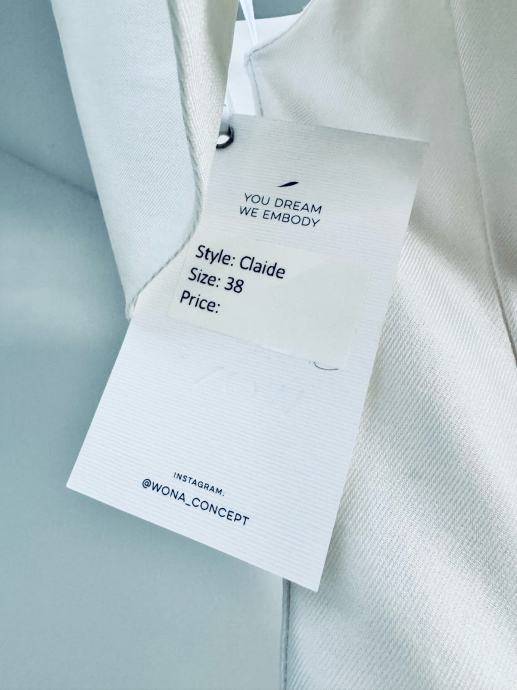 YOU DREAM
WE EMBODY
Style: Claide
Size: 38
Price:
INSTAGRAM:
@WONA_CONCEPT